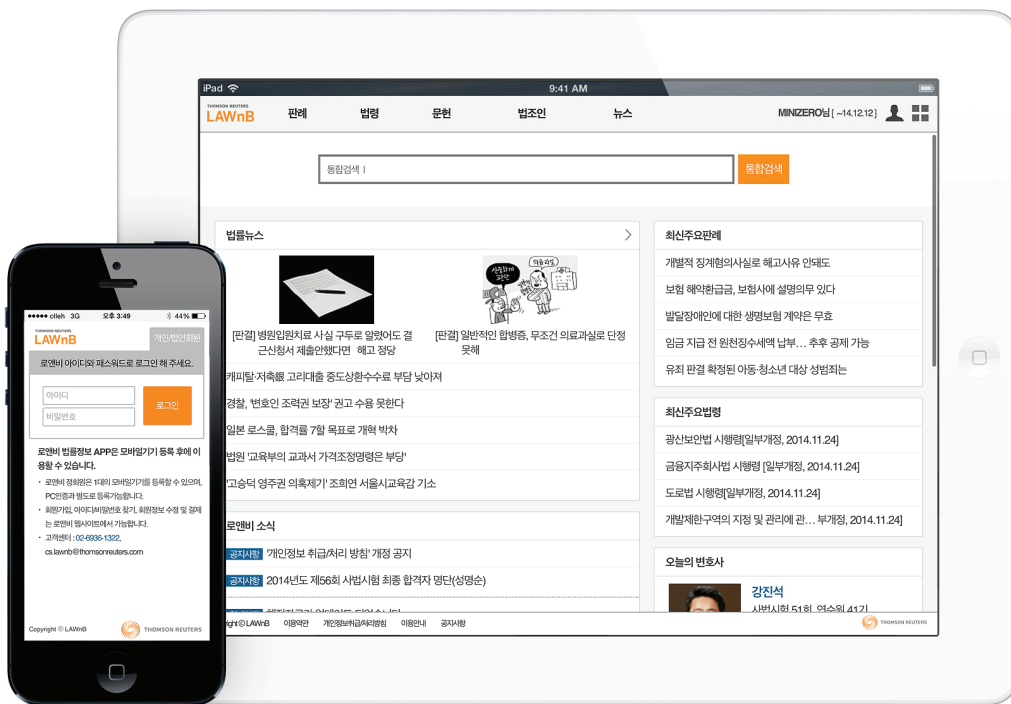 iPad 9:41 AM
THOMSON REUTERS
LAWnB 판례 법령 문헌 법조인 뉴스 MINIZERO님 [ ~14.12.12 ]
통합검색 통합검색
법률뉴스
신중하게 판단
의료과실
[판결] 병원입원치료 사실 구두로 알렸어도 결
근신청서 제출안했다면 해고 정당
[판결] 일반적인 합병증, 무조건 의료과실로 단정
못해
캐피탈·저축銀 고리대출 중도상환수수료 부담 낮아져
경찰, '변호인 조력권 보장' 권고 수용 못한다
일본 로스쿨, 합격률 7할 목표로 개혁 박차
법원 '교육부의 교과서 가격조정명령은 부당'
'고승덕 영주권 의혹제기' 조희연 서울시교육감 기소
로앤비 소식
공지사항 '개인정보 취급/처리 방침' 개정 공지
공지사항 2014년도 제56회 사법시험 최종 합격자 명단(성명순)
최신주요판례
개별적 징계혐의사실로 해고사유 안돼도
보험 해약환급금, 보험사에 설명의무 있다
발달장애인에 대한 생명보험 계약은 무효
임금 지급 전 원천징수세액 납부… 추후 공제 가능
유죄 판결 확정된 아동·청소년 대상 성범죄는
최신주요법령
광산보안법 시행령[일부개정, 2014.11.24]
금융지주회사법 시행령 [일부개정, 2014.11.24]
도로법 시행령[일부개정, 2014.11.24]
개발제한구역의 지정 및 관리에 관… 부개정, 2014.11.24]
오늘의 변호사
강진석
사법시험 51회, 연수원 41기
ight © LAWnB 이용약관 개인정보취급/처리방침 이용안내 공지사항 THOMSON REUTERS
olleh 3G 오후 3:49 44%
THOMSON REUTERS
LAWnB 개인/법인회원
로앤비 아이디와 패스워드로 로그인 해 주세요.
아이디
비밀번호
로그인
로앤비 법률정보 APP은 모바일기기 등록 후에 이
용할 수 있습니다.
· 로앤비 정회원은 1대의 모바일기기를 등록할 수 있으며,
PC인증과 별도로 등록가능합니다.
· 회원가입, 아이디/비밀번호 찾기, 회원정보 수정 및 결제
는 로앤비 웹사이트에서 가능합니다.
· 고객센터 : 02-6936-1322,
cs.lawnb@thomsonreuters.com
Copyright © LAWnB THOMSON REUTERS